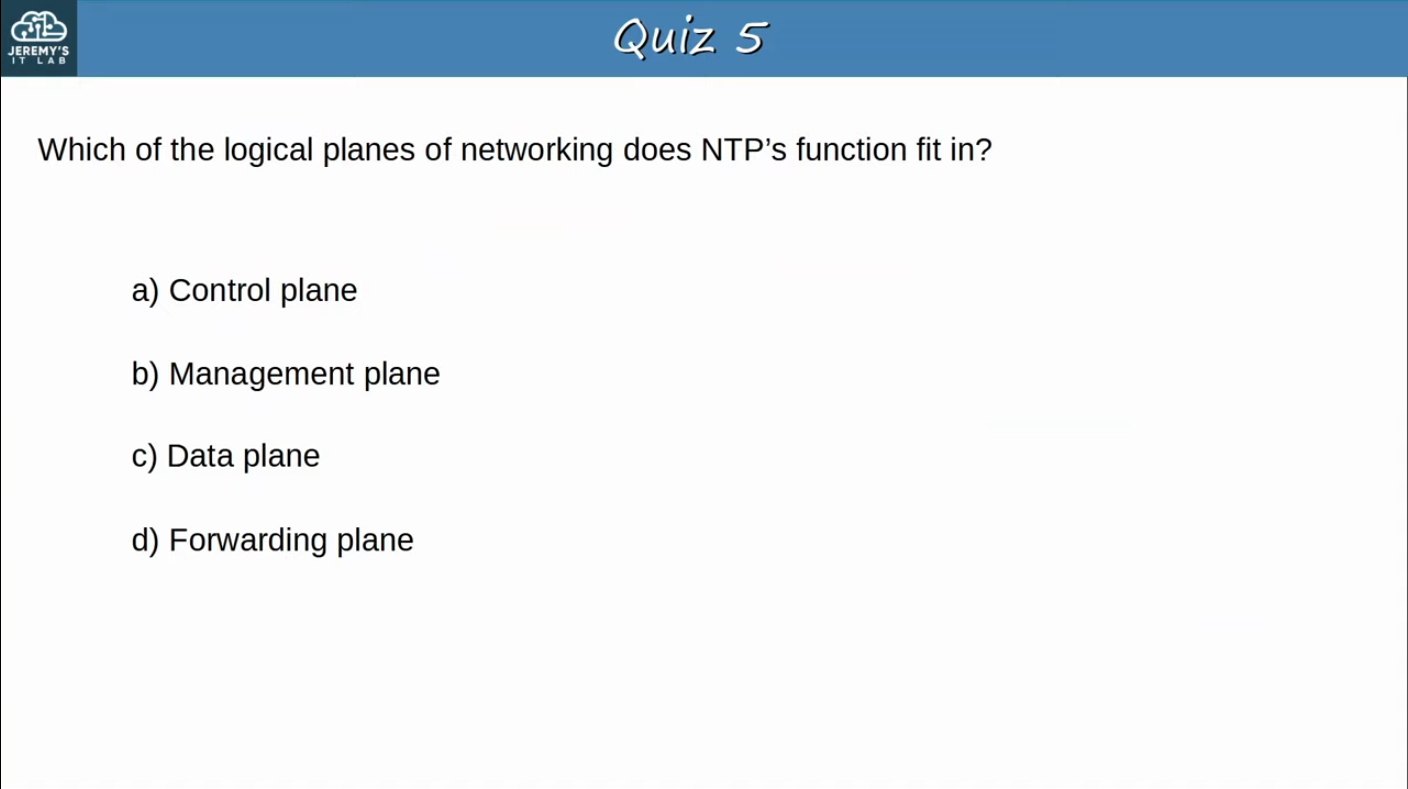 JEREMY'S
IT LAB
Quiz 5
Which of the logical planes of networking does NTP’s function fit in?
a) Control plane
b) Management plane
c) Data plane
d) Forwarding plane